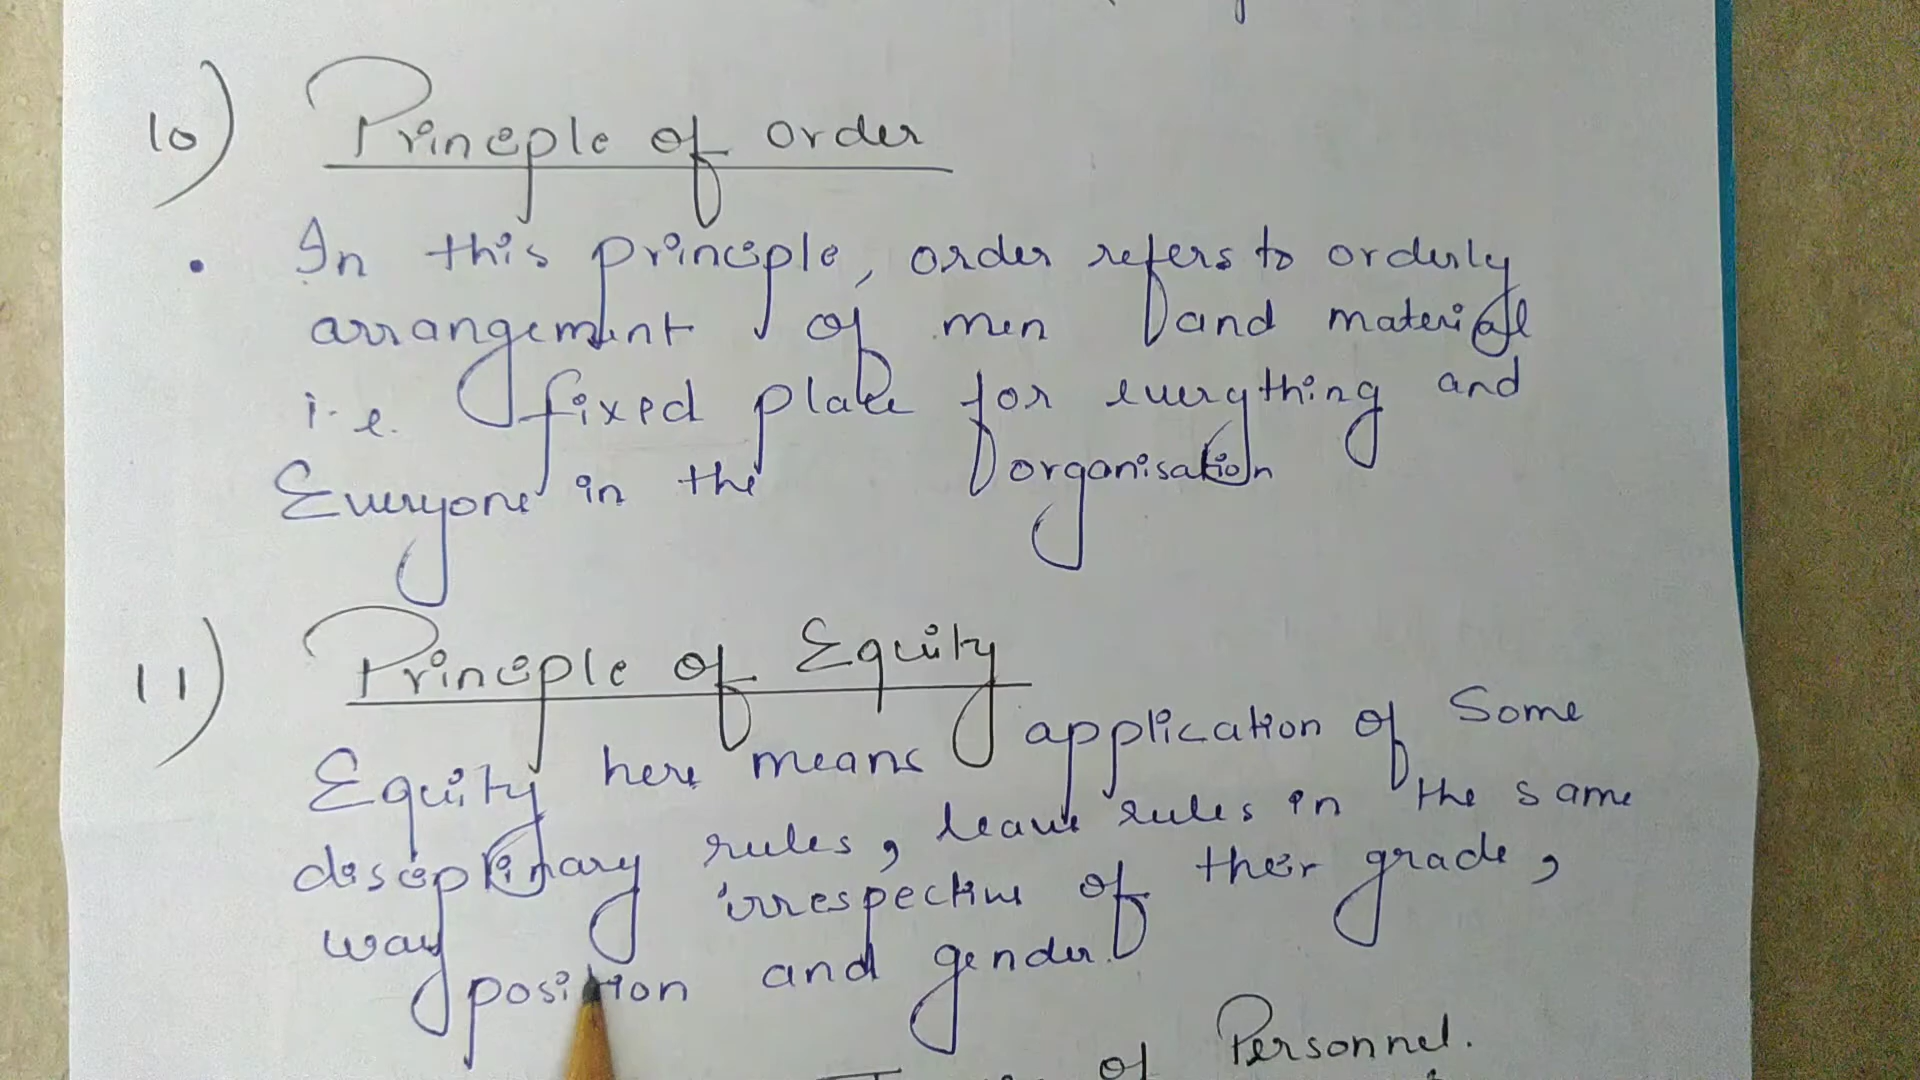 10) Principle of order
• In this principle, order refers to orderly
arrangement of men and material
i.e. fixed place for everything and
Everyone in the organisation
11) Principle of Equity
Equity here means application of Some
disciplinary rules, leave rules in the same
way irrespective of their grade,
position and gender.
of Personnel.